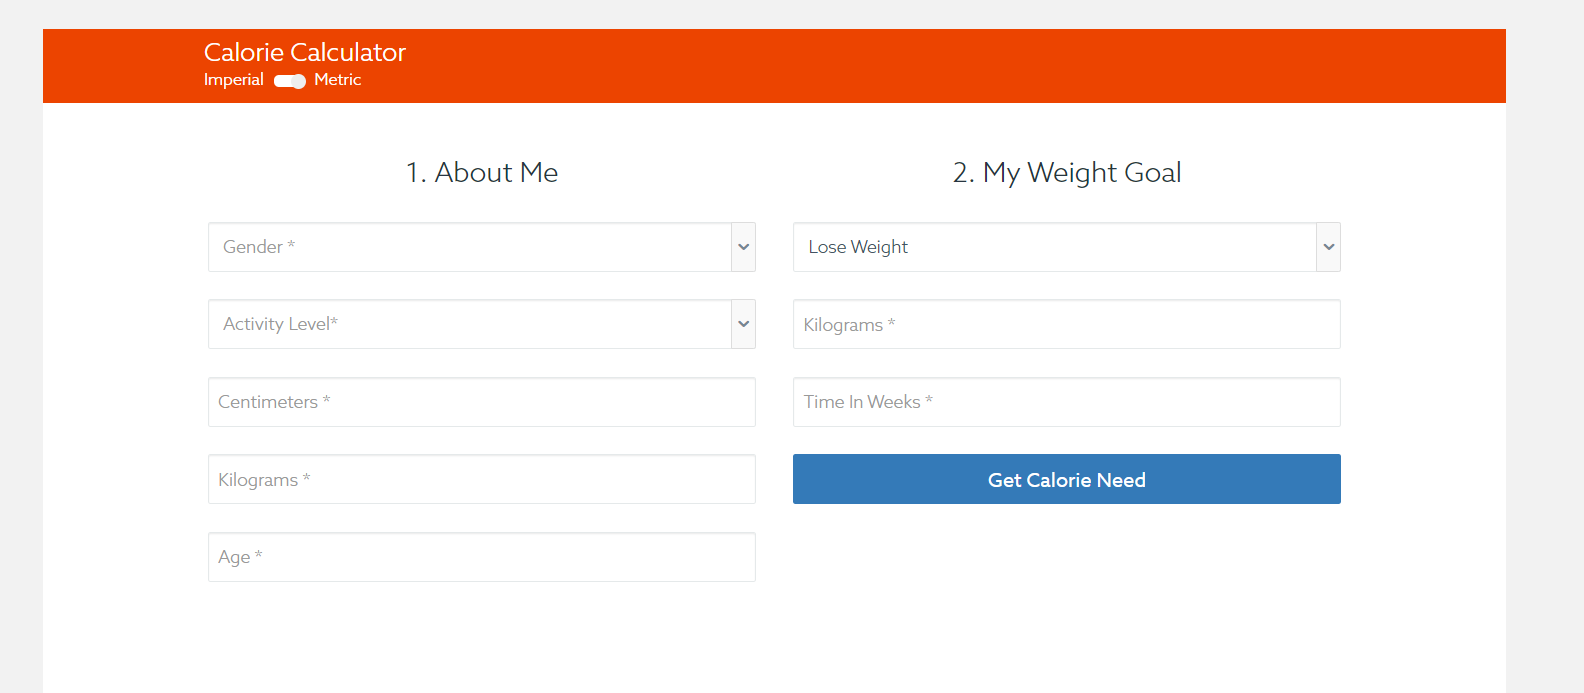 Calorie Calculator
Imperial Metric
1. About Me
Gender *
Activity Level*
Centimeters *
Kilograms *
Age *
2. My Weight Goal
Lose Weight
Kilograms *
Time In Weeks *
Get Calorie Need